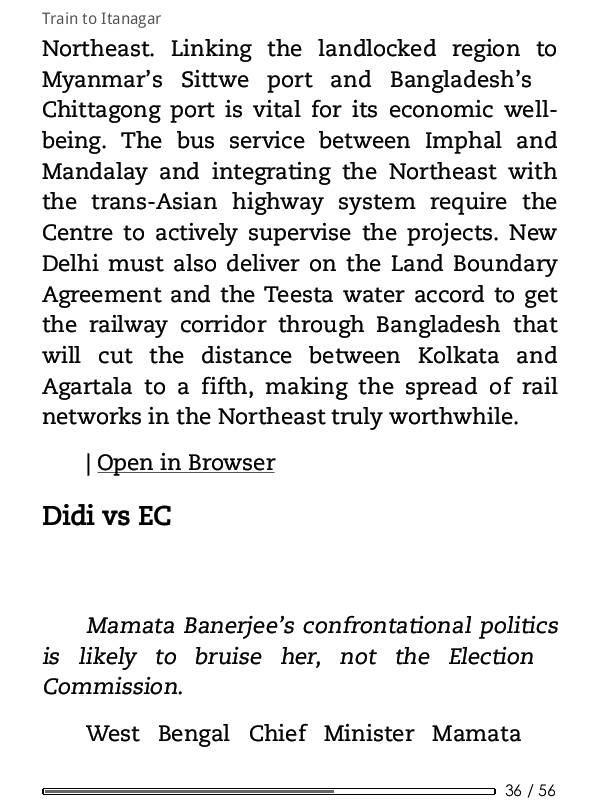 Train to Itanagar
Northeast. Linking the landlocked region to
Myanmar’s Sittwe port and Bangladesh’s
Chittagong port is vital for its economic well-
being. The bus service between Imphal and
Mandalay and integrating the Northeast with
the trans-Asian highway system require the
Centre to actively supervise the projects. New
Delhi must also deliver on the Land Boundary
Agreement and the Teesta water accord to get
the railway corridor through Bangladesh that
will cut the distance between Kolkata and
Agartala to a fifth, making the spread of rail
networks in the Northeast truly worthwhile.
| Open in Browser
Didi vs EC
Mamata Banerjee’s confrontational politics
is likely to bruise her, not the Election
Commission.
West Bengal Chief Minister Mamata
36 / 56